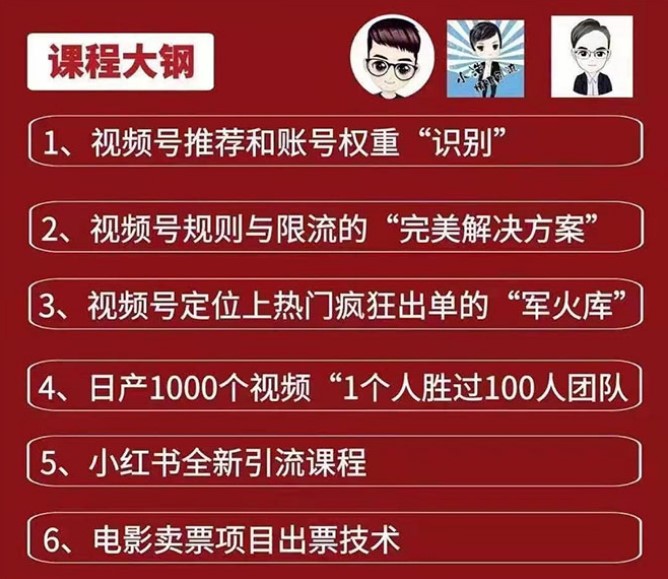 课程大钢
1、视频号推荐和账号权重“识别”
2、视频号规则与限流的“完美解决方案”
3、视频号定位上热门疯狂出单的“军火库”
4、日产1000个视频“1个人胜过100人团队
5、小红书全新引流课程
6、电影卖票项目出票技术